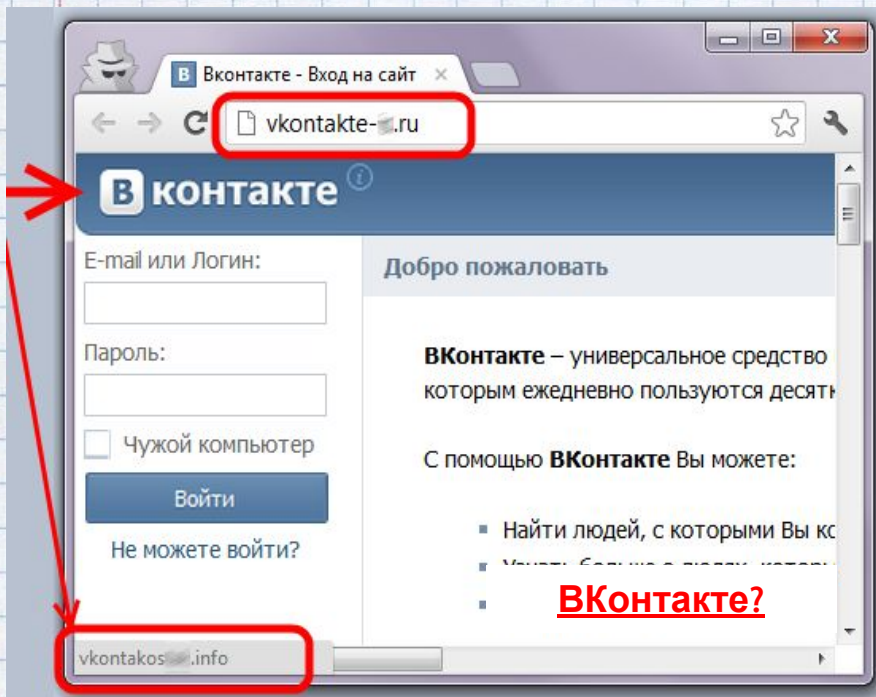 Вконтакте - Вход на сайт
vkontakte-.ru
В контакте
E-mail или Логин:
Пароль:
Чужой компьютер
Войти
Не можете войти?
Добро пожаловать
ВКонтакте – универсальное средство
которым ежедневно пользуются десятк
С помощью ВКонтакте Вы можете:
Найти людей, с которыми Вы кс
ВКонтакте?
vkontakos.info